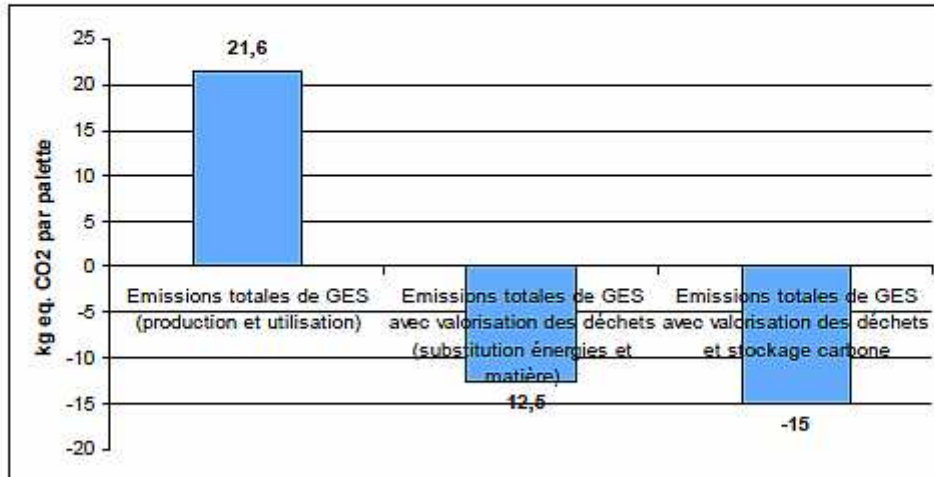 kg eq. CO2 par palette
25
20
15
10
5
0
-5
-10
-15
-20
21,6
Emissions totales de GES
(production et utilisation)
Emissions totales de GES
avec valorisation des déchets
(substitution énergies et
matière)
12,5
Emissions totales de GES
avec valorisation des déchets
et stockage carbone
-15